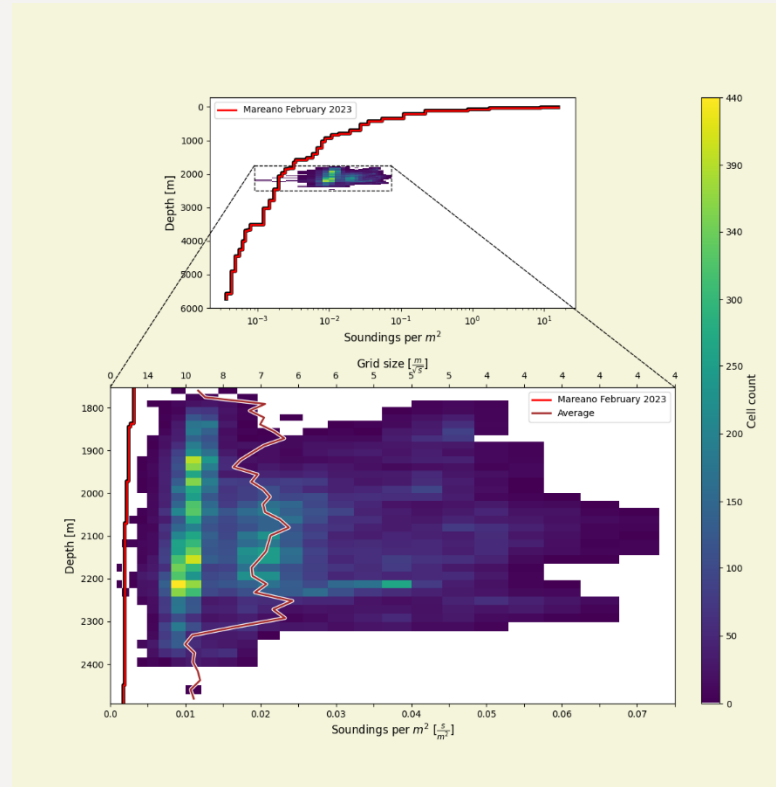 Mareano February 2023
0
1000
2000
3000
4000
5000
6000
Depth [m]
10⁻³ 10⁻² 10⁻¹ 10⁰ 10¹
Soundings per m²
Grid size [m/√s]
0 14 10 8 7 6 5 5 5 4 4 4 4 4 4
Mareano February 2023
Average
1800
1900
2000
2100
2200
2300
2400
Depth [m]
0.0 0.01 0.02 0.03 0.04 0.05 0.06 0.07
Soundings per m² [s/m²]
440
390
340
300
250
200
150
100
50
0
Cell count